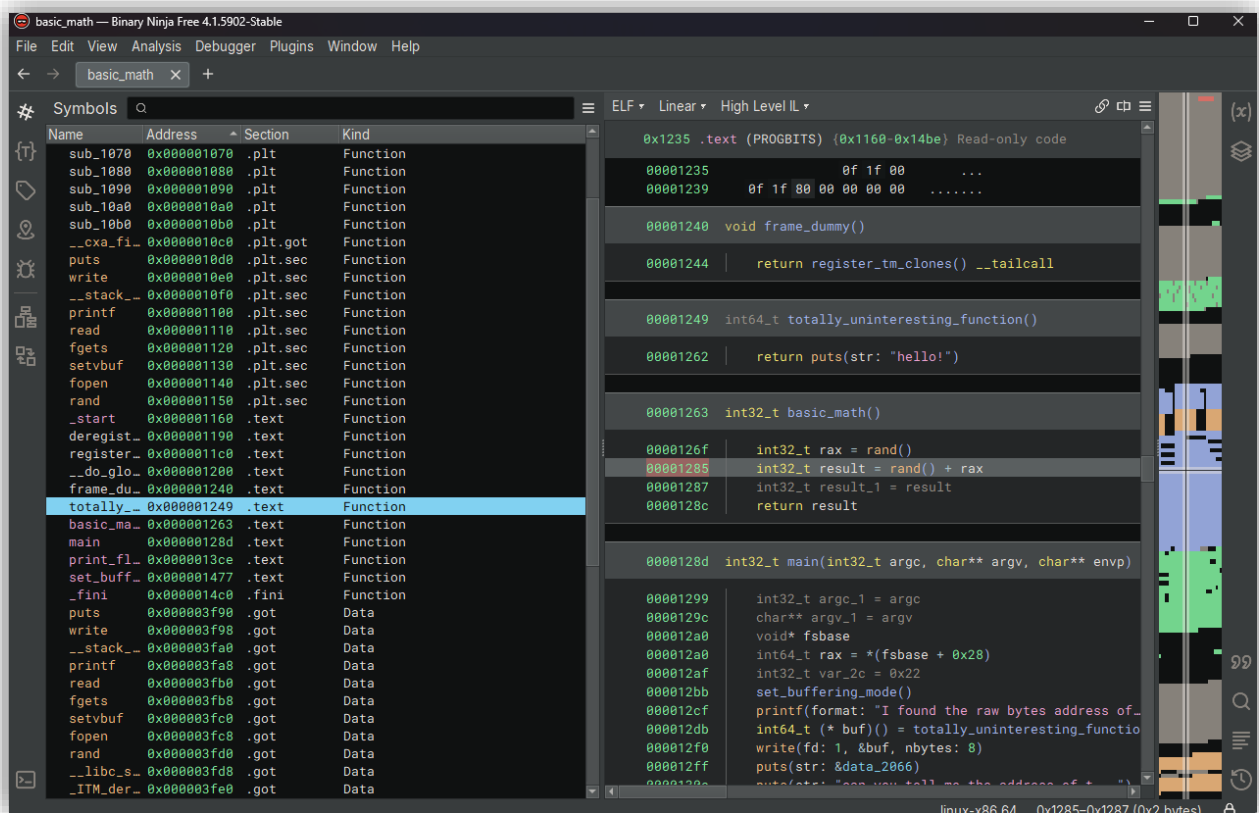 basic_math — Binary Ninja Free 4.1.5902-Stable
File Edit View Analysis Debugger Plugins Window Help
basic_math
Symbols
Name Address Section Kind
sub_1070 0x000001070 .plt Function
sub_1080 0x000001080 .plt Function
sub_1090 0x000001090 .plt Function
sub_10a0 0x0000010a0 .plt Function
sub_10b0 0x0000010b0 .plt Function
__cxa_fi… 0x0000010c0 .plt.got Function
puts 0x0000010d0 .plt.sec Function
write 0x0000010e0 .plt.sec Function
__stack_… 0x0000010f0 .plt.sec Function
printf 0x000001100 .plt.sec Function
read 0x000001110 .plt.sec Function
fgets 0x000001120 .plt.sec Function
setvbuf 0x000001130 .plt.sec Function
fopen 0x000001140 .plt.sec Function
rand 0x000001150 .plt.sec Function
_start 0x000001160 .text Function
deregist… 0x000001190 .text Function
register… 0x0000011c0 .text Function
__do_glo… 0x000001200 .text Function
frame_du… 0x000001240 .text Function
totally_… 0x000001249 .text Function
basic_ma… 0x000001263 .text Function
main 0x00000128d .text Function
print_fl… 0x0000013ce .text Function
set_buff… 0x000001477 .text Function
_fini 0x0000014c0 .fini Function
puts 0x000003f90 .got Data
write 0x000003f98 .got Data
__stack_… 0x000003fa0 .got Data
printf 0x000003fa8 .got Data
read 0x000003fb0 .got Data
fgets 0x000003fb8 .got Data
setvbuf 0x000003fc0 .got Data
fopen 0x000003fc8 .got Data
rand 0x000003fd0 .got Data
__libc_s… 0x000003fd8 .got Data
_ITM_der… 0x000003fe0 .got Data
ELF Linear High Level IL
0x1235 .text (PROGBITS) {0x1160-0x14be} Read-only code
00001235 0f 1f 00 ...
00001239 0f 1f 80 00 00 00 00 .......
00001240 void frame_dummy()
00001244 return register_tm_clones() __tailcall
00001249 int64_t totally_uninteresting_function()
00001262 return puts(str: "hello!")
00001263 int32_t basic_math()
0000126f int32_t rax = rand()
00001285 int32_t result = rand() + rax
00001287 int32_t result_1 = result
0000128c return result
0000128d int32_t main(int32_t argc, char** argv, char** envp)
00001299 int32_t argc_1 = argc
0000129c char** argv_1 = argv
000012a0 void* fsbase
000012a0 int64_t rax = *(fsbase + 0x28)
000012af int32_t var_2c = 0x22
000012bb set_buffering_mode()
000012cf printf(format: "I found the raw bytes address of…
000012db int64_t (* buf)() = totally_uninteresting_functio
000012f0 write(fd: 1, &buf, nbytes: 8)
000012ff puts(str: &data_2066)
linux-x86_64 0x1285–0x1287 (0x2 bytes)